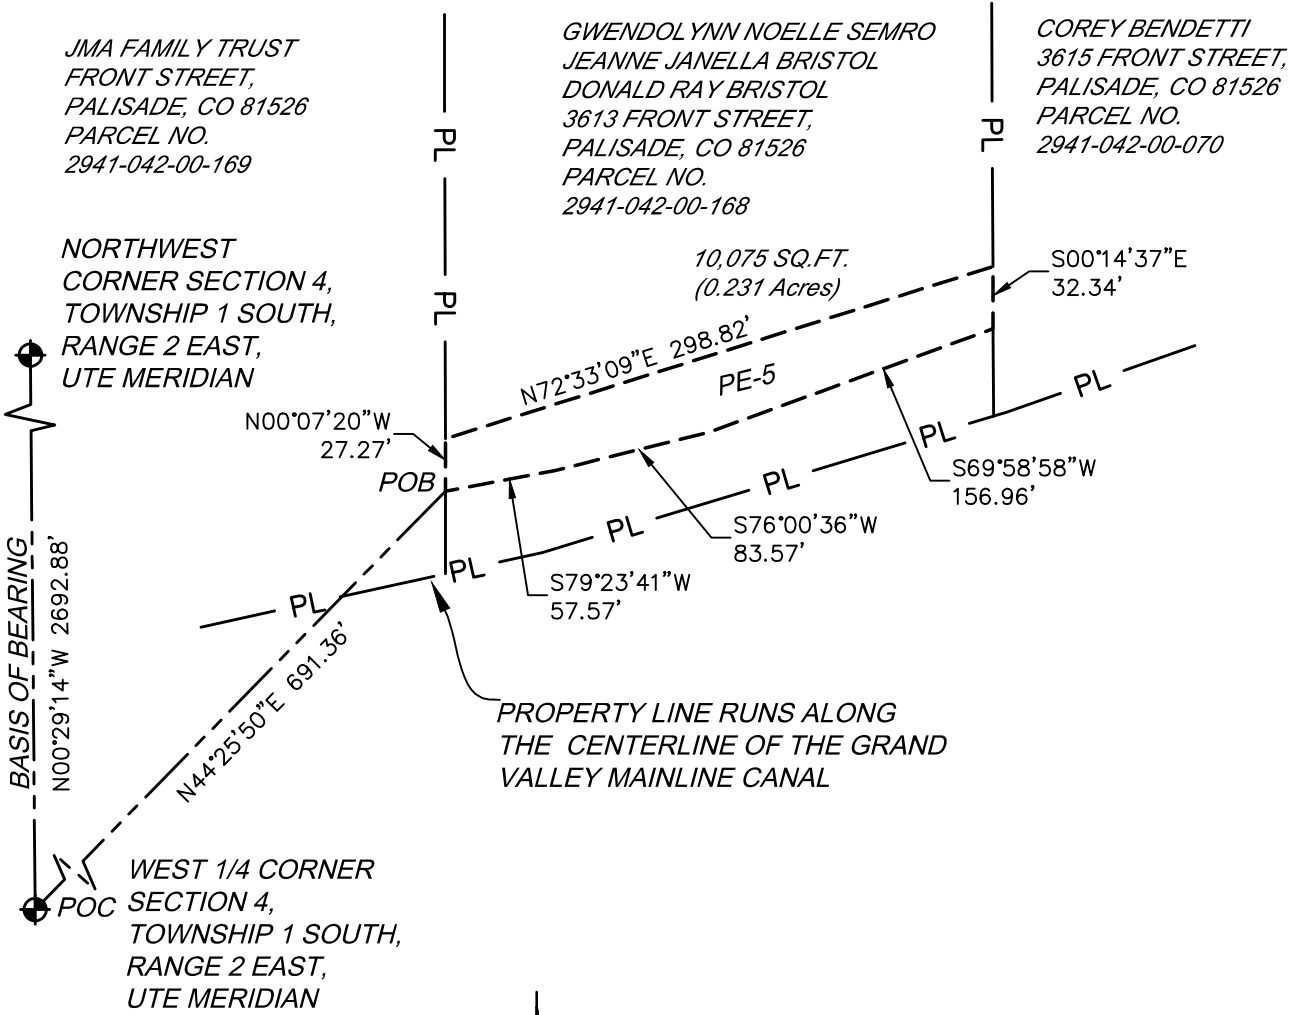 JMA FAMILY TRUST
FRONT STREET,
PALISADE, CO 81526
PARCEL NO.
2941-042-00-169
GWENDOLYNN NOELLE SEMRO
JEANNE JANELLA BRISTOL
DONALD RAY BRISTOL
3613 FRONT STREET,
PALISADE, CO 81526
PARCEL NO.
2941-042-00-168
COREY BENDETTI
3615 FRONT STREET,
PALISADE, CO 81526
PARCEL NO.
2941-042-00-070
PL
PL
PL
NORTHWEST
CORNER SECTION 4,
TOWNSHIP 1 SOUTH,
RANGE 2 EAST,
UTE MERIDIAN
10,075 SQ.FT.
(0.231 Acres)
S00°14'37"E
32.34'
N72°33'09"E 298.82'
PE-5
N00°07'20"W
27.27'
POB
PL
PL
PL
PL
PL
PL
S69°58'58"W
156.96'
S76°00'36"W
83.57'
S79°23'41"W
57.57'
BASIS OF BEARING
N00°29'14"W 2692.88'
N44°25'50"E 691.36'
PROPERTY LINE RUNS ALONG
THE CENTERLINE OF THE GRAND
VALLEY MAINLINE CANAL
POC
WEST 1/4 CORNER
SECTION 4,
TOWNSHIP 1 SOUTH,
RANGE 2 EAST,
UTE MERIDIAN